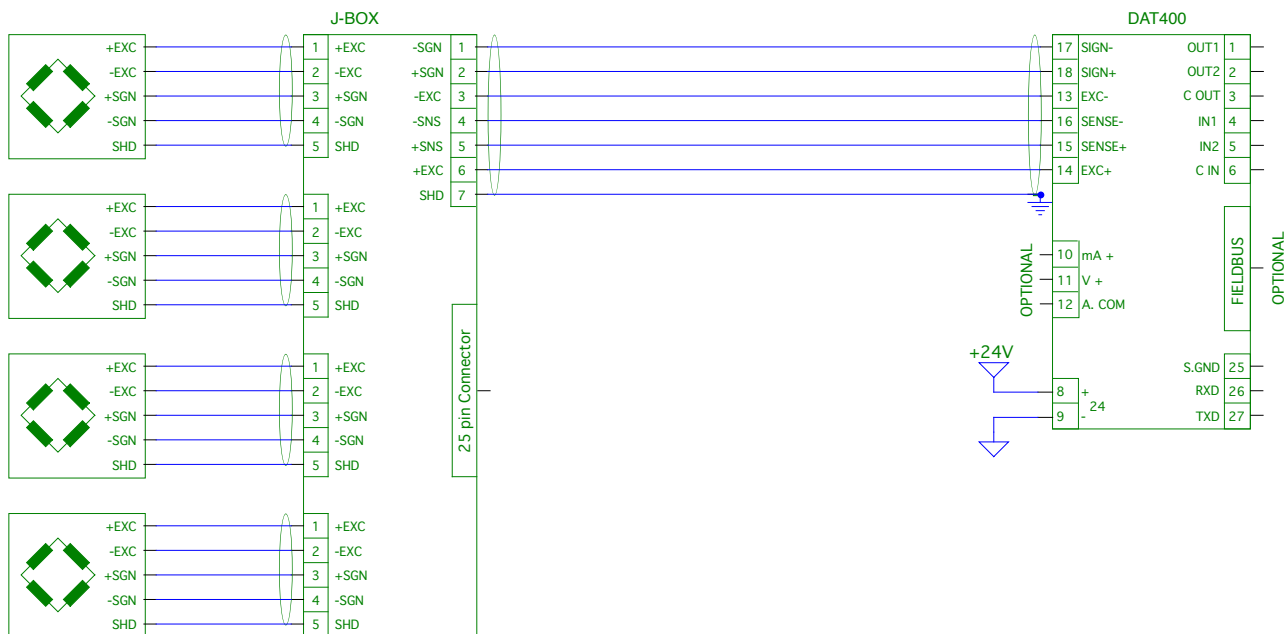 J-BOX
DAT400
+EXC 1 +EXC -SGN 1 17 SIGN- OUT1 1
-EXC 2 -EXC +SGN 2 18 SIGN+ OUT2 2
+SGN 3 +SGN -EXC 3 13 EXC- C OUT 3
-SGN 4 -SGN -SNS 4 16 SENSE- IN1 4
SHD 5 SHD +SNS 5 15 SENSE+ IN2 5
+EXC 6 14 EXC+ C IN 6
SHD 7
+EXC 1 +EXC
-EXC 2 -EXC
+SGN 3 +SGN
-SGN 4 -SGN
SHD 5 SHD
OPTIONAL
10 mA +
11 V +
12 A. COM
FIELDBUS
OPTIONAL
25 pin Connector
+24V
8 +
24
9 -
S.GND 25
RXD 26
TXD 27
+EXC 1 +EXC
-EXC 2 -EXC
+SGN 3 +SGN
-SGN 4 -SGN
SHD 5 SHD
+EXC 1 +EXC
-EXC 2 -EXC
+SGN 3 +SGN
-SGN 4 -SGN
SHD 5 SHD